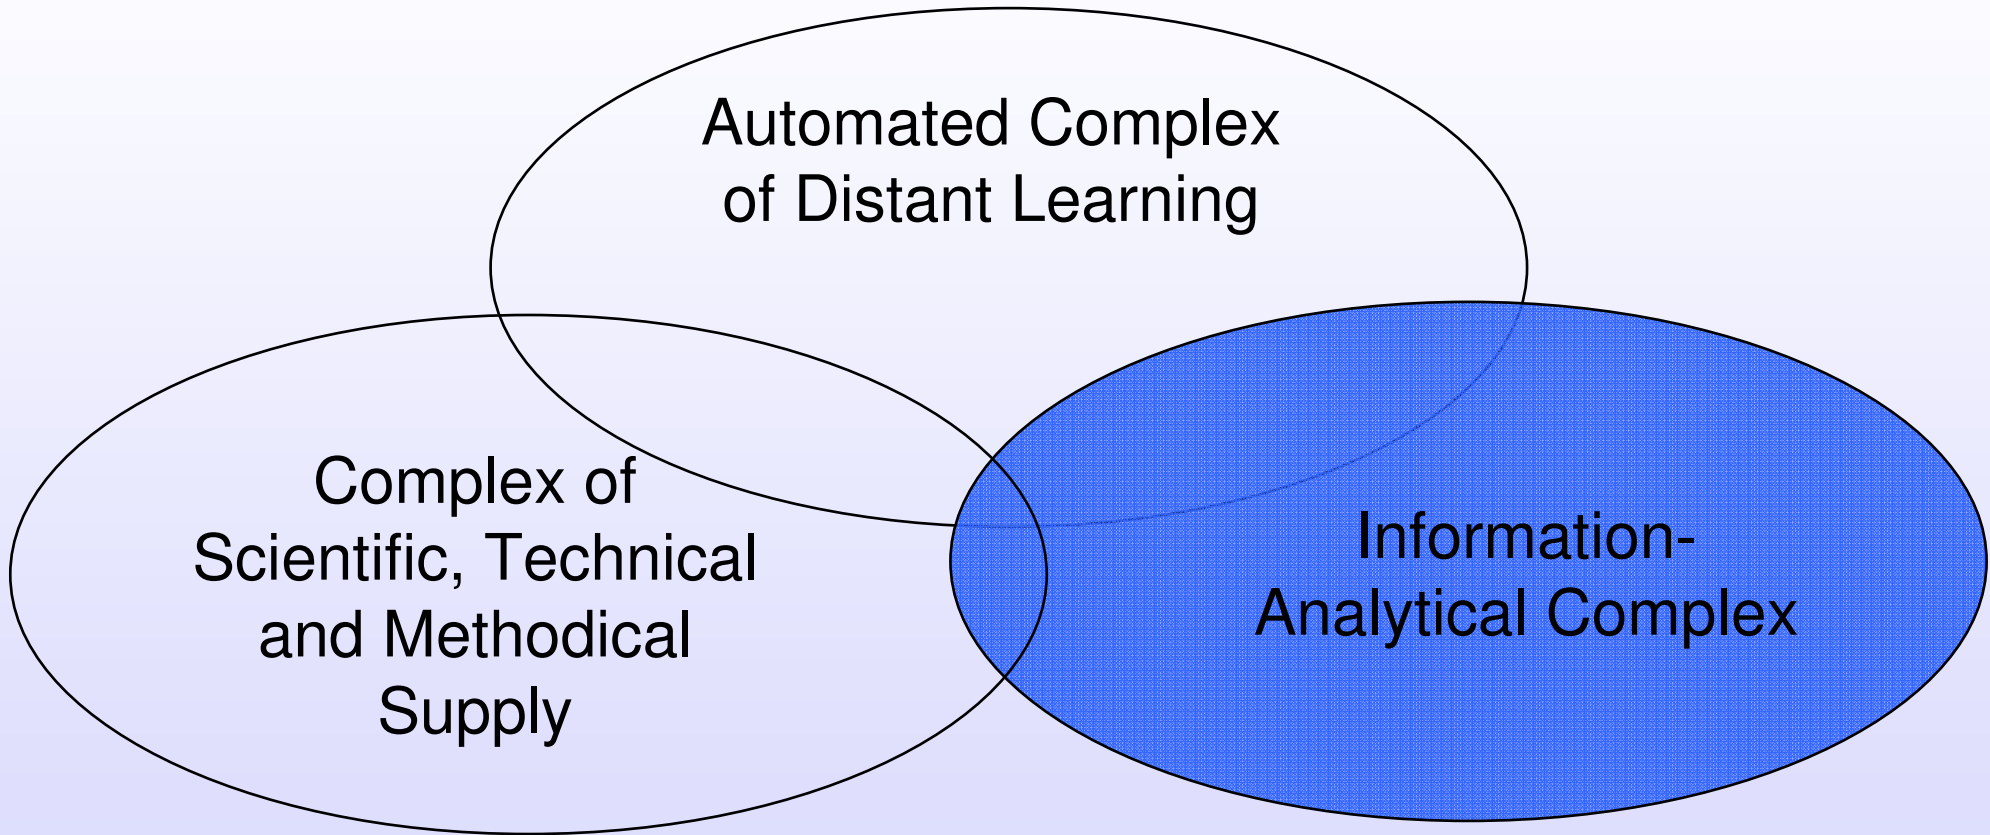 Automated Complex
of Distant Learning
Complex of
Scientific, Technical
and Methodical
Supply
Information-
Analytical Complex